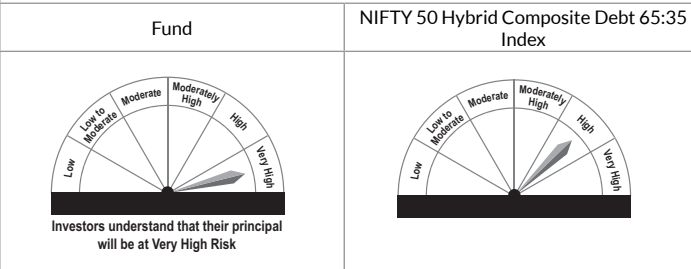 Fund
NIFTY 50 Hybrid Composite Debt 65:35
Index
Low
Low to
Moderate
Moderate
Moderately
High
High
Very High
Investors understand that their principal
will be at Very High Risk
Low
Low to
Moderate
Moderate
Moderately
High
High
Very High